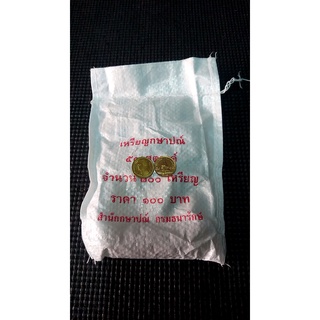 เหรียญกษาปณ์
จำนวน ๒๐๐ เหรียญ
ราคา ๑๐๐ บาท
สำนักกษาปณ์ กรมธนารักษ์